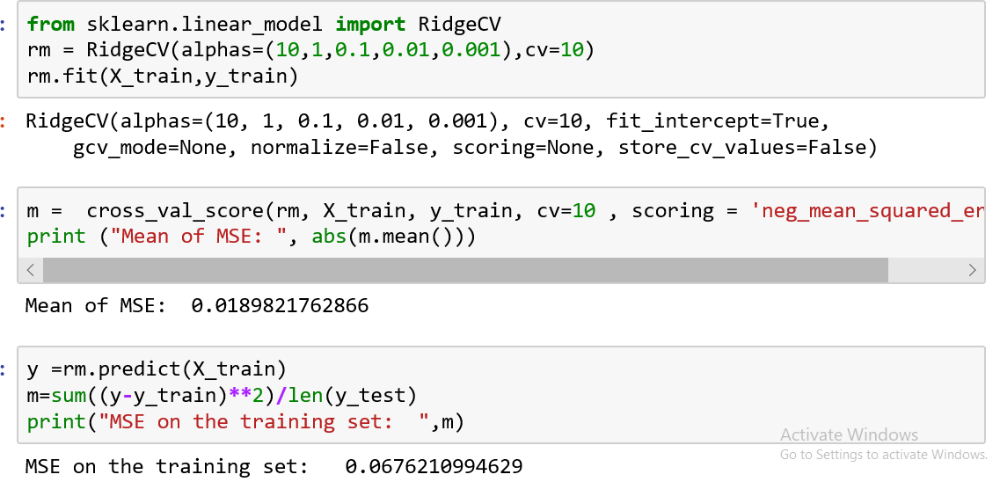 : from sklearn.linear_model import RidgeCV
rm = RidgeCV(alphas=(10,1,0.1,0.01,0.001),cv=10)
rm.fit(X_train,y_train)
: RidgeCV(alphas=(10, 1, 0.1, 0.01, 0.001), cv=10, fit_intercept=True,
gcv_mode=None, normalize=False, scoring=None, store_cv_values=False)
: m =  cross_val_score(rm, X_train, y_train, cv=10 , scoring = 'neg_mean_squared_er
print ("Mean of MSE: ", abs(m.mean()))
Mean of MSE:  0.0189821762866
: y =rm.predict(X_train)
m=sum((y-y_train)**2)/len(y_test)
print("MSE on the training set:  ",m)
MSE on the training set:   0.0676210994629
Activate Windows
Go to Settings to activate Windows.